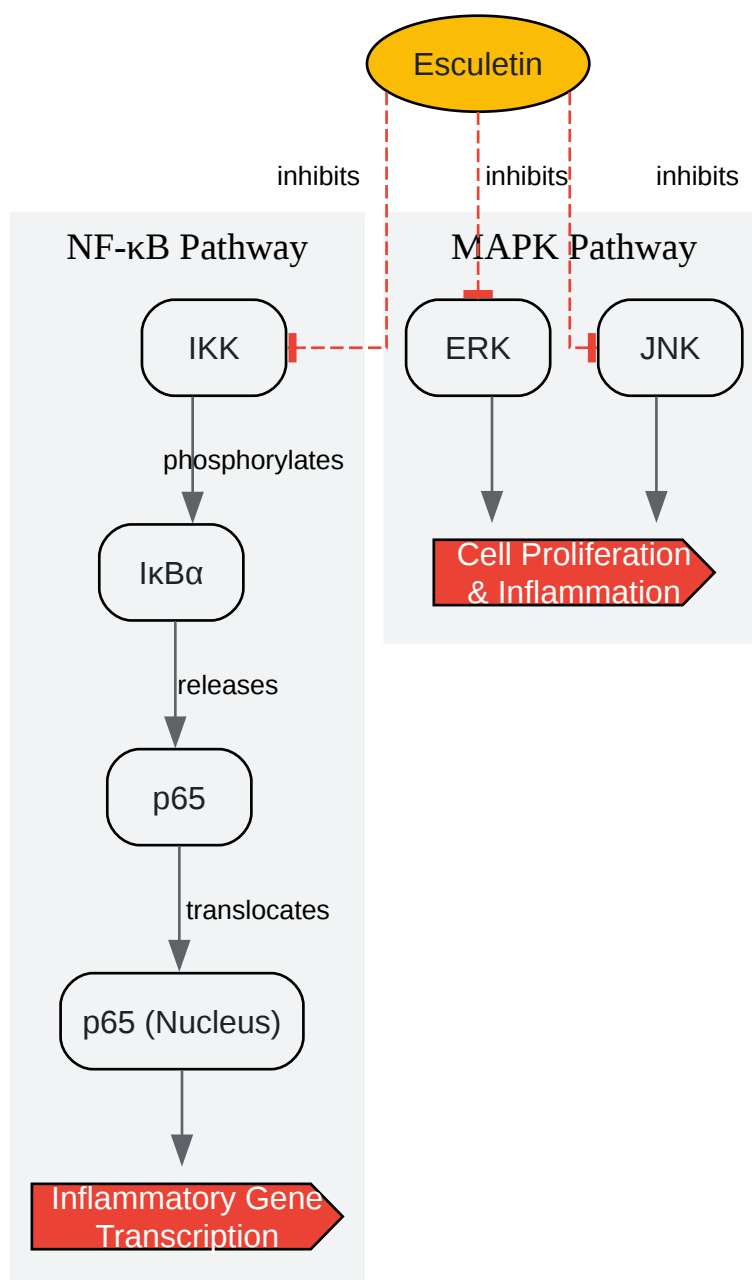 Esculetin
inhibits
inhibits
inhibits
NF-κB Pathway
MAPK Pathway
IKK
ERK
JNK
phosphorylates
Cell Proliferation
& Inflammation
IκBα
releases
p65
translocates
p65 (Nucleus)
Inflammatory Gene
Transcription